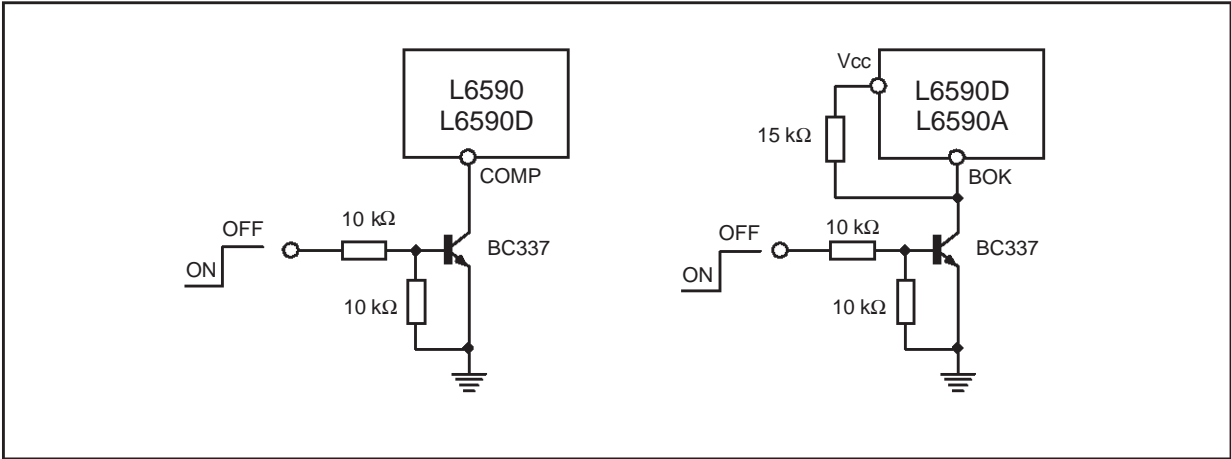 L6590
L6590D
COMP
10 kΩ
OFF
ON
BC337
10 kΩ
Vcc
L6590D
L6590A
15 kΩ
BOK
10 kΩ
OFF
ON
BC337
10 kΩ